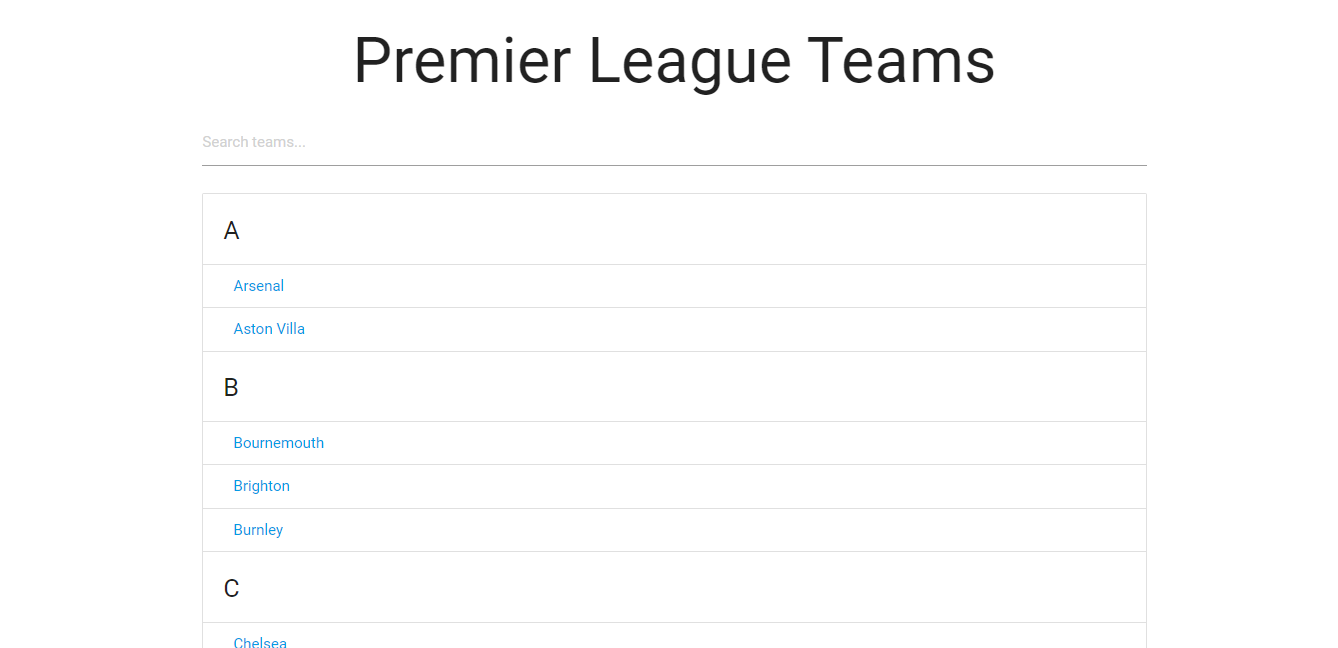 Premier League Teams
Search teams...
A
Arsenal
Aston Villa
B
Bournemouth
Brighton
Burnley
C
Chelsea